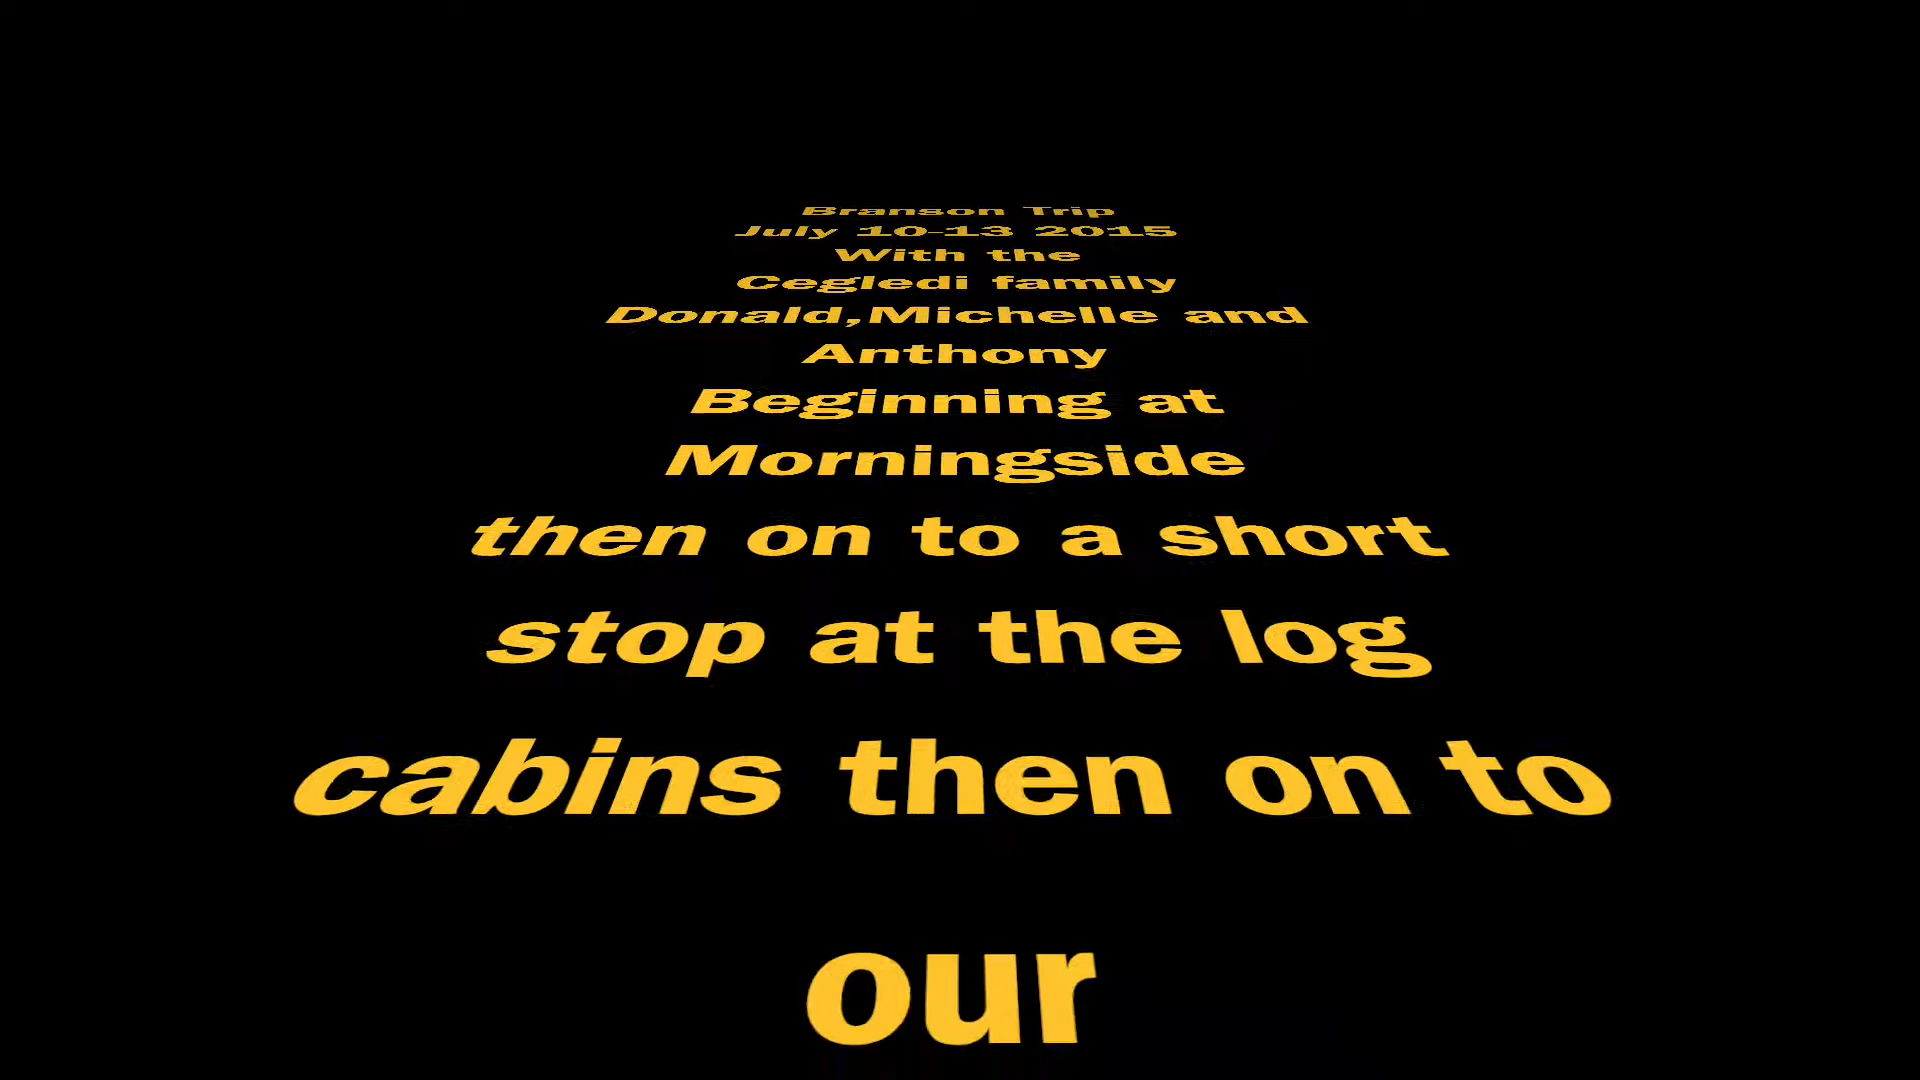 Branson Trip
July 10-13 2015
With the
Cegledi family
Donald,Michelle and
Anthony
Beginning at
Morningside
then on to a short
stop at the log
cabins then on to
our